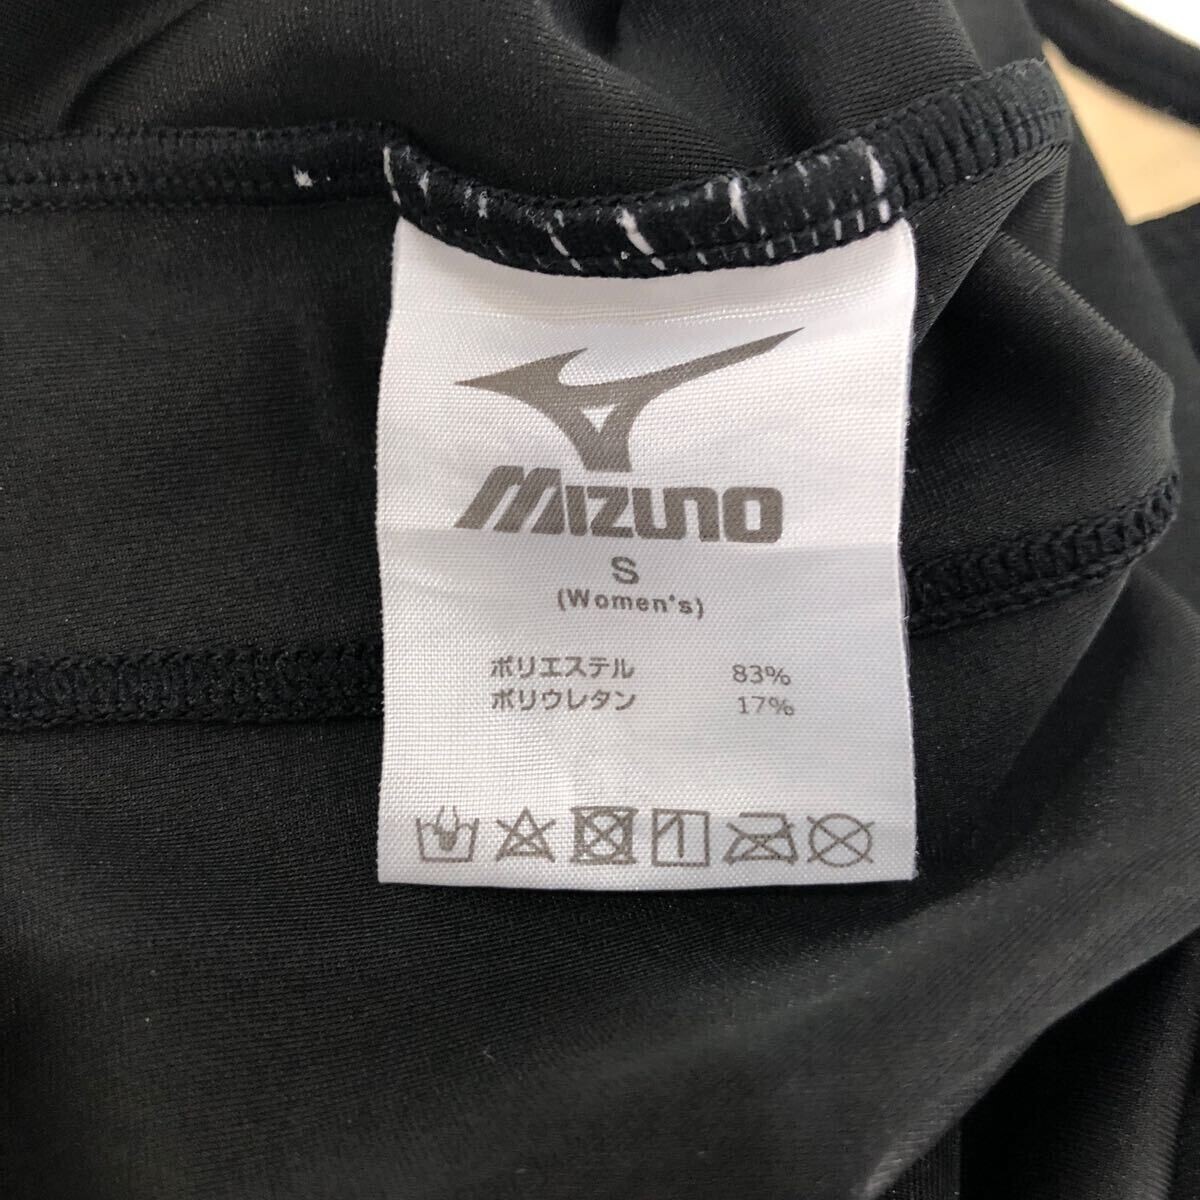 MIZUNO
S
(Women's)
ポリエステル 83%
ポリウレタン 17%